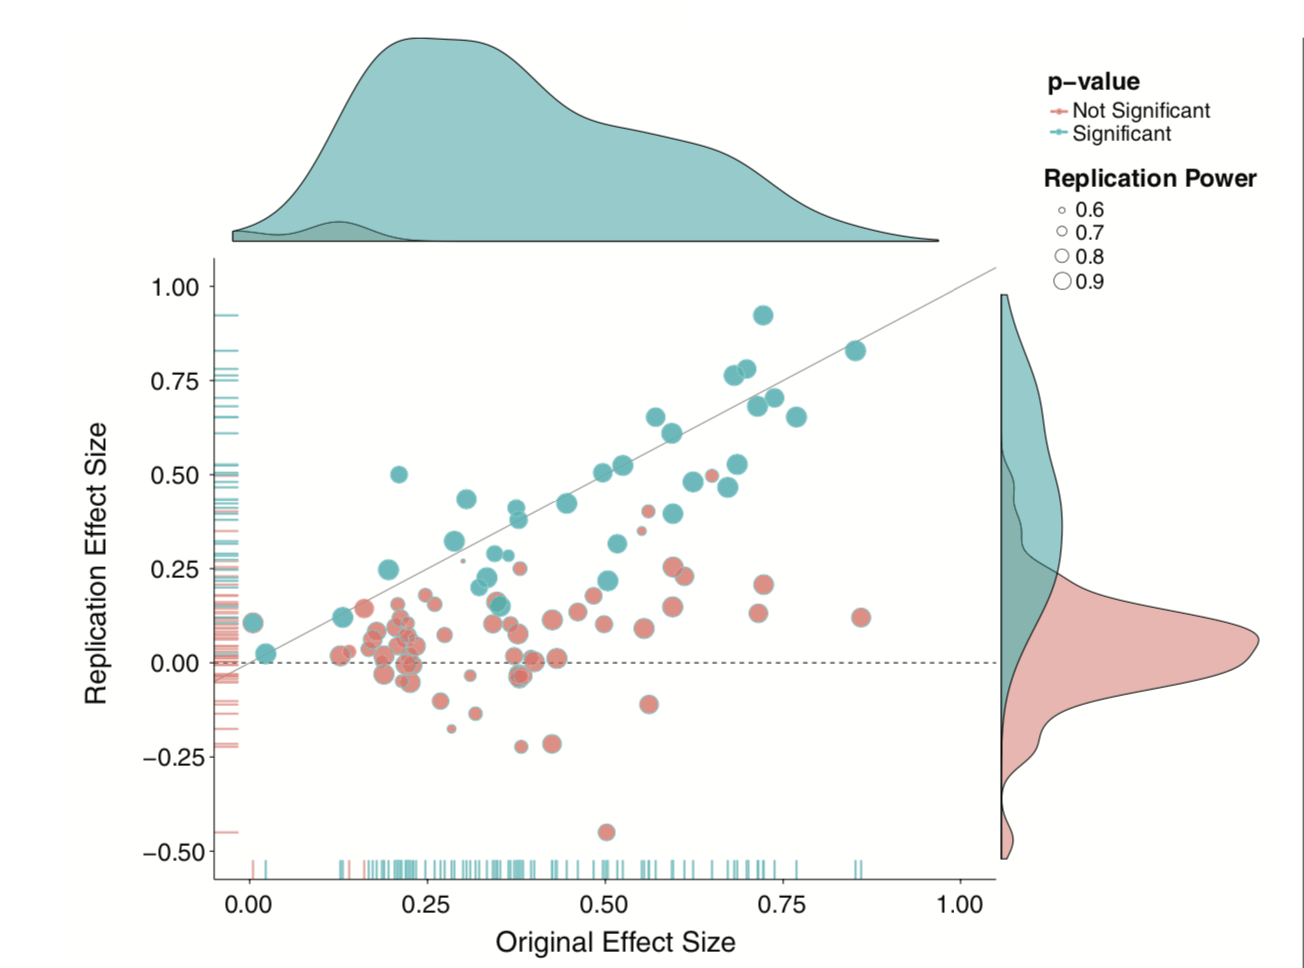 p−value
Not Significant
Significant
Replication Power
0.6
0.7
0.8
0.9
1.00
0.75
0.50
0.25
0.00
−0.25
−0.50
Replication Effect Size
0.00 0.25 0.50 0.75 1.00
Original Effect Size